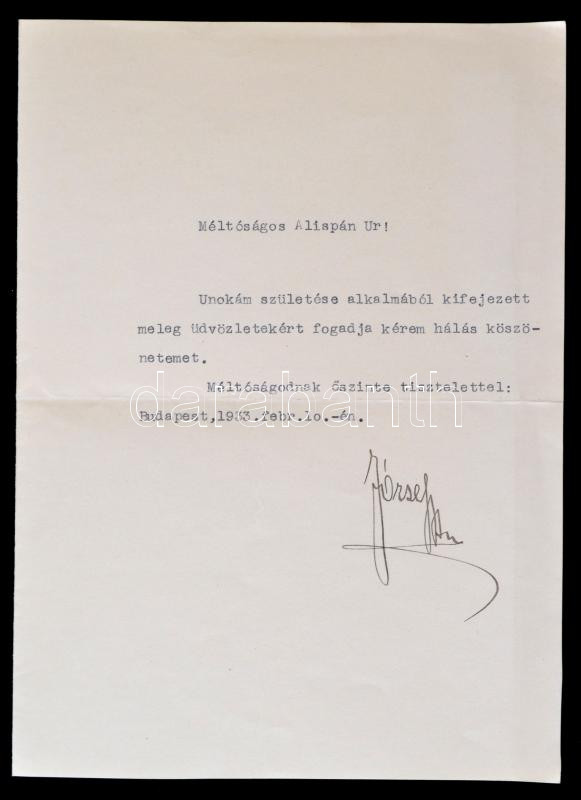 Méltóságos Alispán Ur!
Unokám születése alkalmából kifejezett
meleg üdvözletekért fogadja kérem hálás köszö-
netemet.
Méltóságodnak őszinte tisztelettel:
darabanth
Budapest,1933.febr.lo.-én.
József